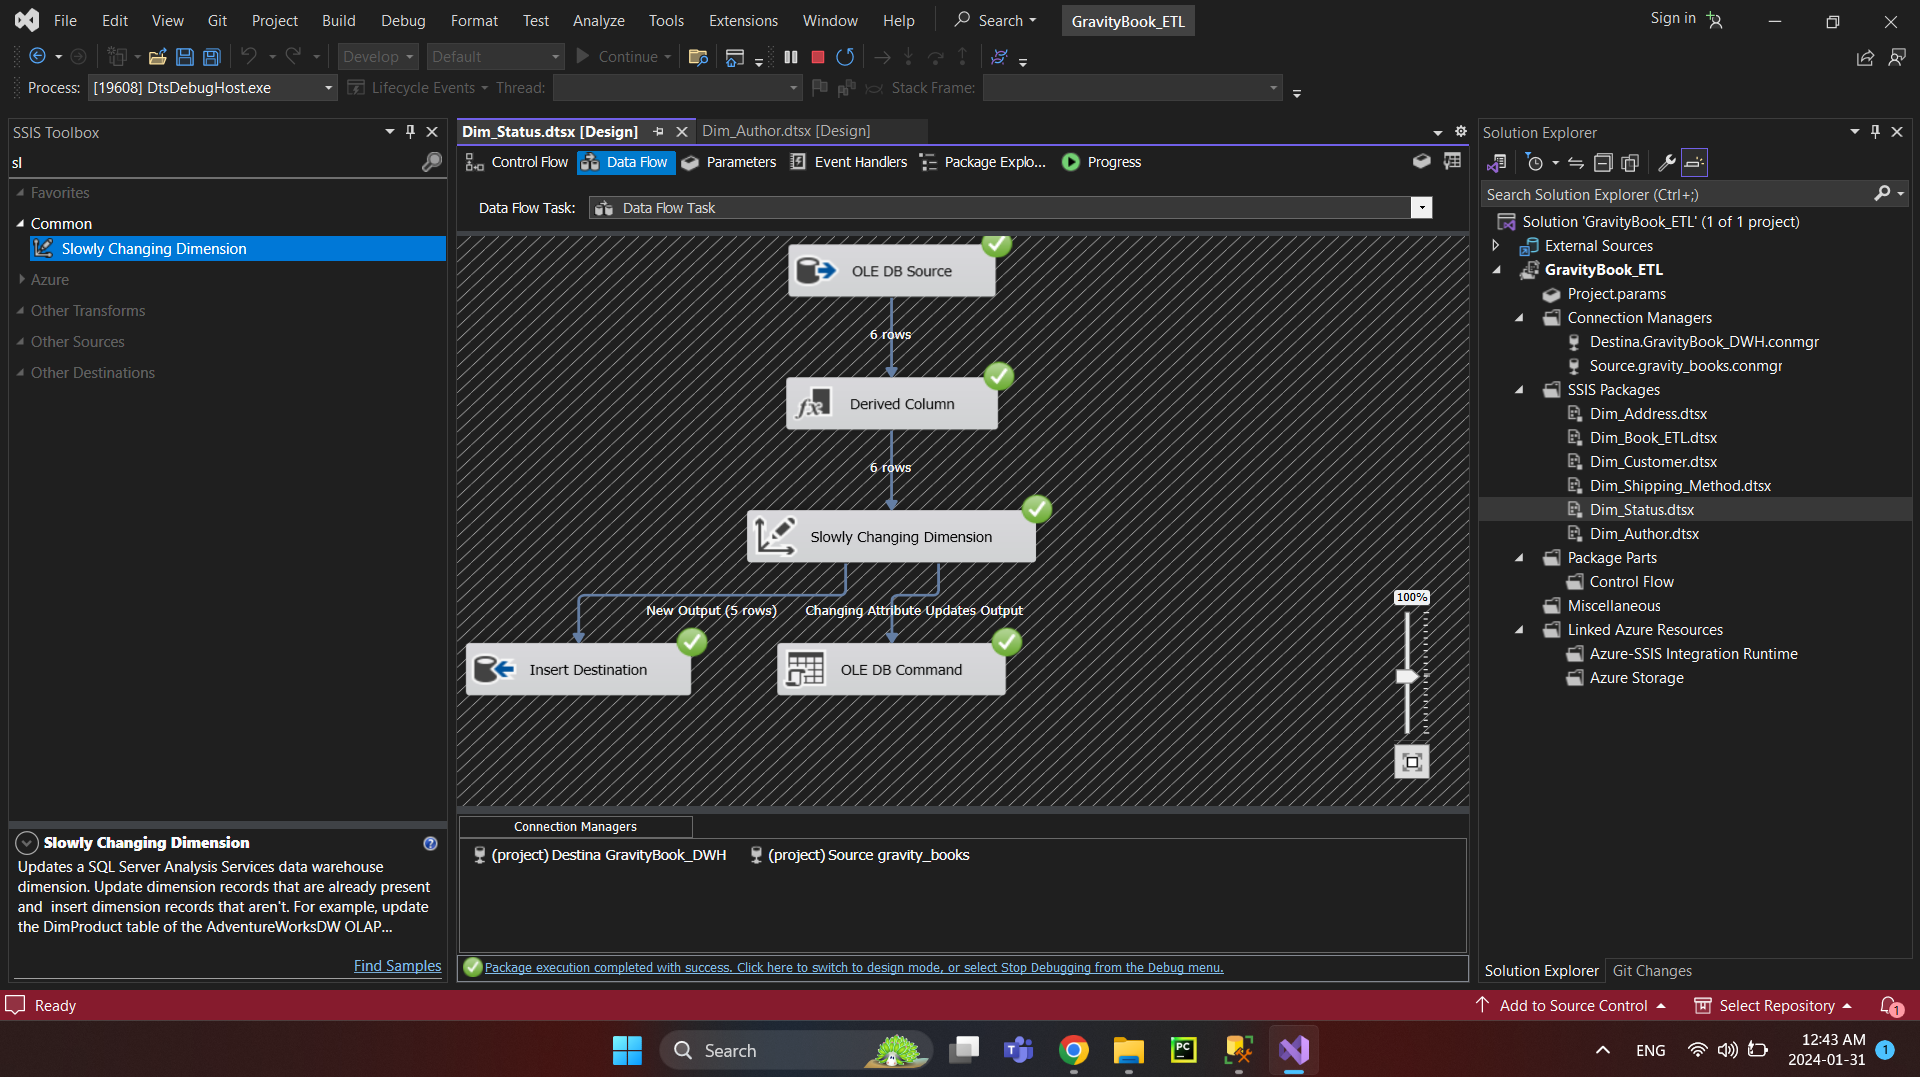 File Edit View Git Project Build Debug Format Test Analyze Tools Extensions Window Help Search GravityBook_ETL Sign in
Develop Default Continue
Process: [19608] DtsDebugHost.exe Lifecycle Events Thread: Stack Frame:
SSIS Toolbox
sl
Favorites
Common
Slowly Changing Dimension
Azure
Other Transforms
Other Sources
Other Destinations
Slowly Changing Dimension
Updates a SQL Server Analysis Services data warehouse
dimension. Update dimension records that are already present
and insert dimension records that aren't. For example, update
the DimProduct table of the AdventureWorksDW OLAP...
Find Samples
Dim_Status.dtsx [Design] Dim_Author.dtsx [Design]
Control Flow Data Flow Parameters Event Handlers Package Explo... Progress
Data Flow Task: Data Flow Task
OLE DB Source
6 rows
Derived Column
6 rows
Slowly Changing Dimension
New Output (5 rows) Changing Attribute Updates Output
Insert Destination OLE DB Command
100%
Connection Managers
(project) Destina GravityBook_DWH (project) Source gravity_books
Package execution completed with success. Click here to switch to design mode, or select Stop Debugging from the Debug menu.
Solution Explorer
Search Solution Explorer (Ctrl+;)
Solution 'GravityBook_ETL' (1 of 1 project)
External Sources
GravityBook_ETL
Project.params
Connection Managers
Destina.GravityBook_DWH.conmgr
Source.gravity_books.conmgr
SSIS Packages
Dim_Address.dtsx
Dim_Book_ETL.dtsx
Dim_Customer.dtsx
Dim_Shipping_Method.dtsx
Dim_Status.dtsx
Dim_Author.dtsx
Package Parts
Control Flow
Miscellaneous
Linked Azure Resources
Azure-SSIS Integration Runtime
Azure Storage
Solution Explorer Git Changes
Ready Add to Source Control Select Repository 1
Search PC ENG 12:43 AM 1
2024-01-31